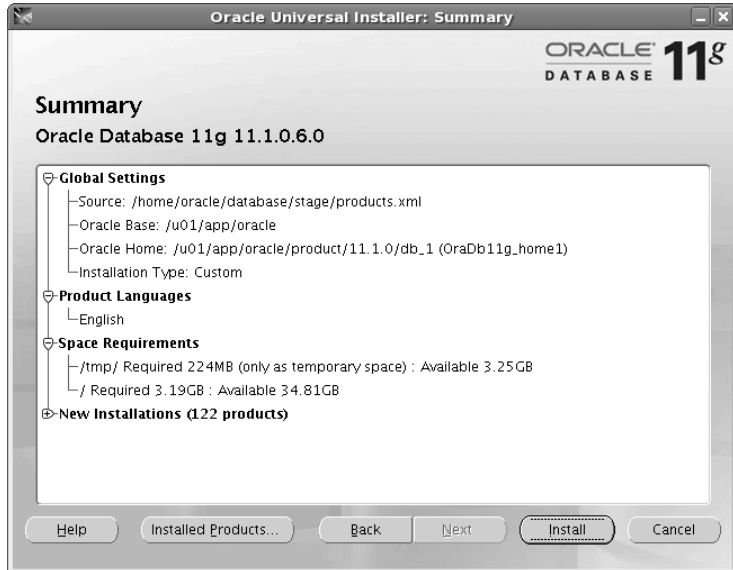 Oracle Universal Installer: Summary
ORACLE
DATABASE 11g
Summary
Oracle Database 11g 11.1.0.6.0
Global Settings
Source: /home/oracle/database/stage/products.xml
Oracle Base: /u01/app/oracle
Oracle Home: /u01/app/oracle/product/11.1.0/db_1 (OraDb11g_home1)
Installation Type: Custom
Product Languages
English
Space Requirements
/tmp/ Required 224MB (only as temporary space) : Available 3.25GB
/ Required 3.19GB : Available 34.81GB
New Installations (122 products)
Help Installed Products... Back Next Install Cancel